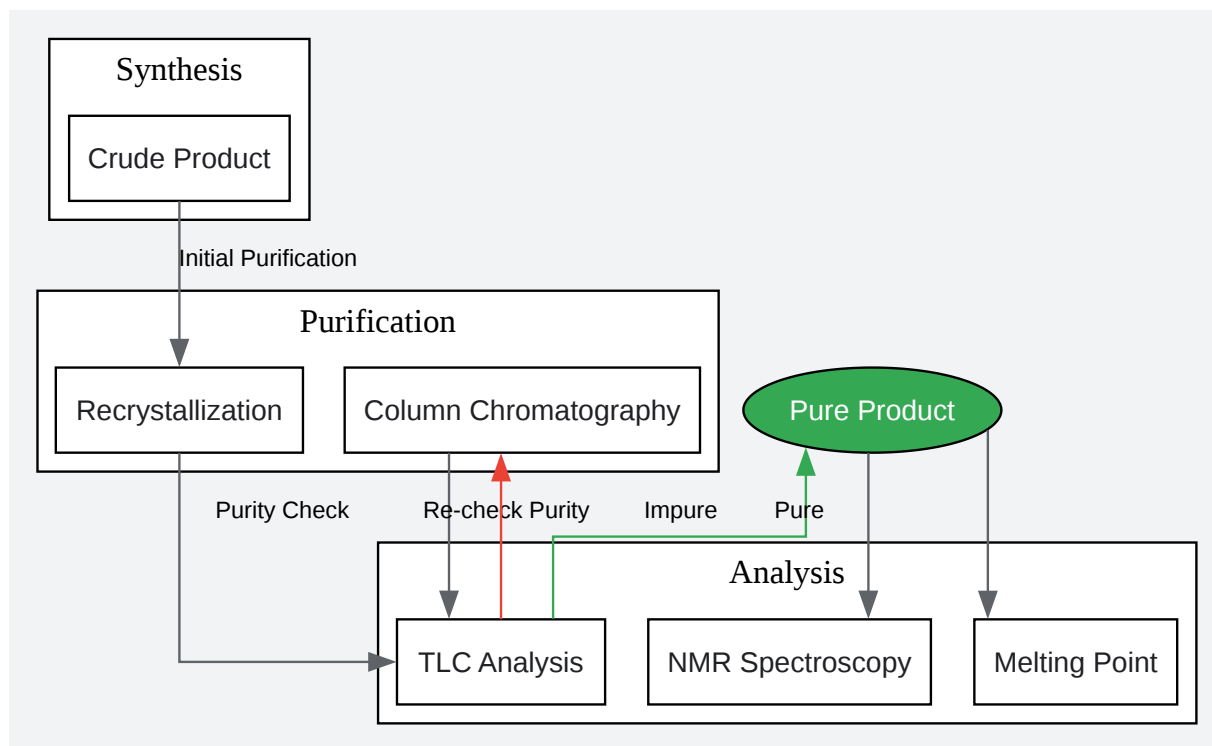 Synthesis
Crude Product
Initial Purification
Purification
Recrystallization
Column Chromatography
Pure Product
Purity Check
Re-check Purity
Impure
Pure
Analysis
TLC Analysis
NMR Spectroscopy
Melting Point